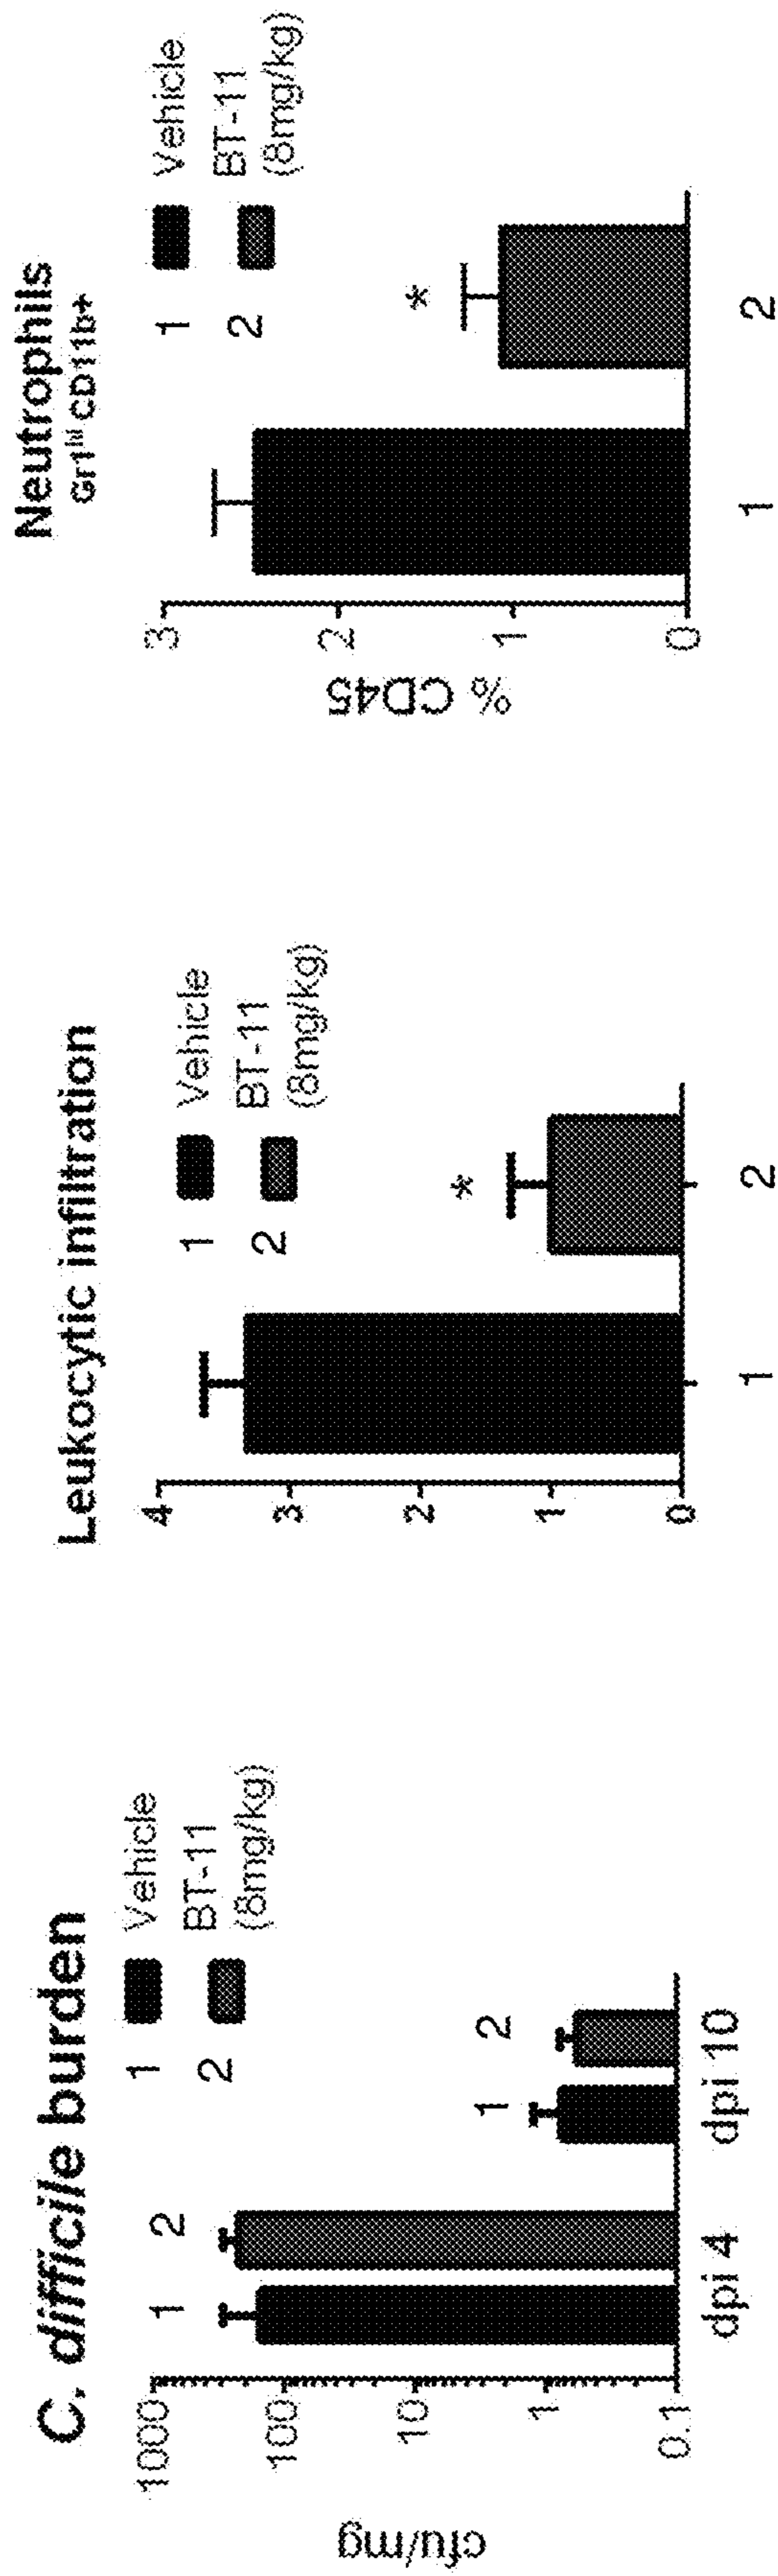 C. difficile burden
1 Vehicle
2 BT-11
(8mg/kg)
cfu/mg
1000
100
10
1
0.1
1 2
1 2
dpi 4 dpi 10
Leukocytic infiltration
1 Vehicle
2 BT-11
(8mg/kg)
4
3
2
1
0
*
1 2
Neutrophils
Gr1hiCD11b+
1 Vehicle
2 BT-11
(8mg/kg)
% CD45
3
2
1
0
*
1 2